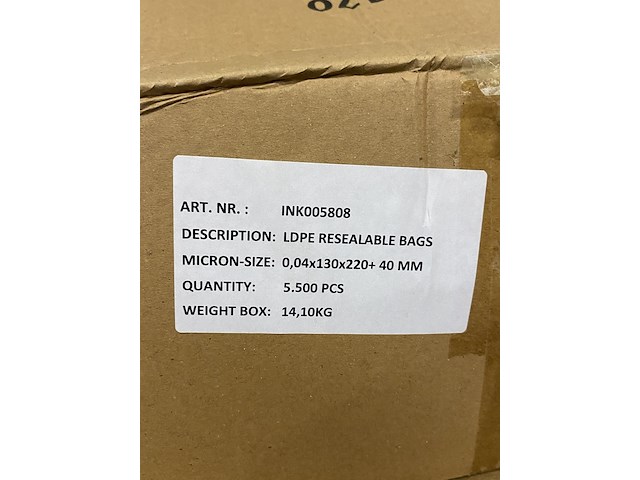 ART. NR. : INK005808
DESCRIPTION: LDPE RESEALABLE BAGS
MICRON-SIZE: 0,04x130x220+ 40 MM
QUANTITY: 5.500 PCS
WEIGHT BOX: 14,10KG